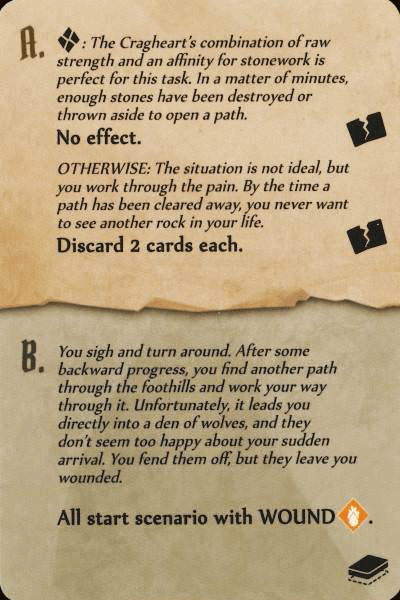 A. : The Cragheart's combination of raw
strength and an affinity for stonework is
perfect for this task. In a matter of minutes,
enough stones have been destroyed or
thrown aside to open a path.
No effect.
OTHERWISE: The situation is not ideal, but
you work through the pain. By the time a
path has been cleared away, you never want
to see another rock in your life.
Discard 2 cards each.
B. You sigh and turn around. After some
backward progress, you find another path
through the foothills and work your way
through it. Unfortunately, it leads you
directly into a den of wolves, and they
don't seem too happy about your sudden
arrival. You fend them off, but they leave you
wounded.
All start scenario with WOUND .